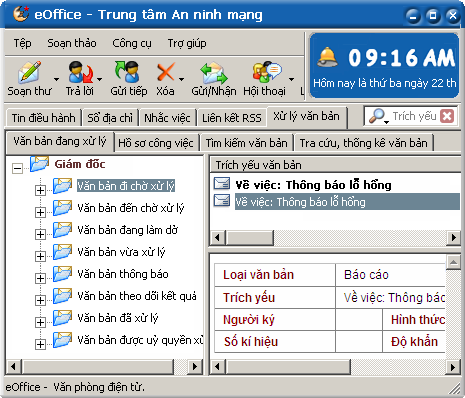 eOffice - Trung tâm An ninh mạng
Tệp Soạn thảo Công cụ Trợ giúp
09:16 AM
Hôm nay là thứ ba ngày 22 th
Soạn thư Trả lời Gửi tiếp Xóa Gửi/Nhận Hội thoại
Tin điều hành Sổ địa chỉ Nhắc việc Liên kết RSS Xử lý văn bản Trích yếu
Văn bản đang xử lý Hồ sơ công việc Tìm kiếm văn bản Tra cứu, thống kê văn bản
Giám đốc
Văn bản đi chờ xử lý
Văn bản đến chờ xử lý
Văn bản đang làm dở
Văn bản vừa xử lý
Văn bản thông báo
Văn bản theo dõi kết quả
Văn bản đã xử lý
Văn bản được uỷ quyền xử
Trích yếu văn bản
Về việc: Thông báo lỗ hổng
Về việc: Thông báo lỗ hổng
Loại văn bản Báo cáo
Trích yếu Về việc: Thông báo
Người ký Hình thức
Số kí hiệu Độ khẩn
eOffice - Văn phòng điện tử.